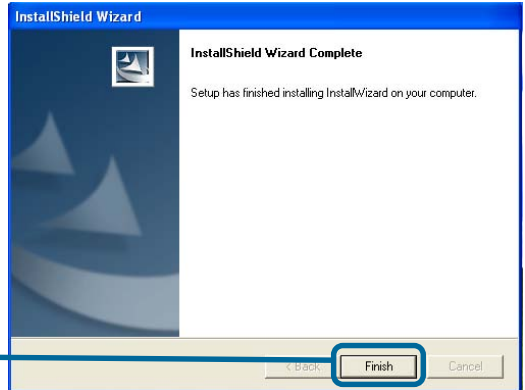 InstallShield Wizard
InstallShield Wizard Complete
Setup has finished installing InstallWizard on your computer.
< Back
Finish
Cancel